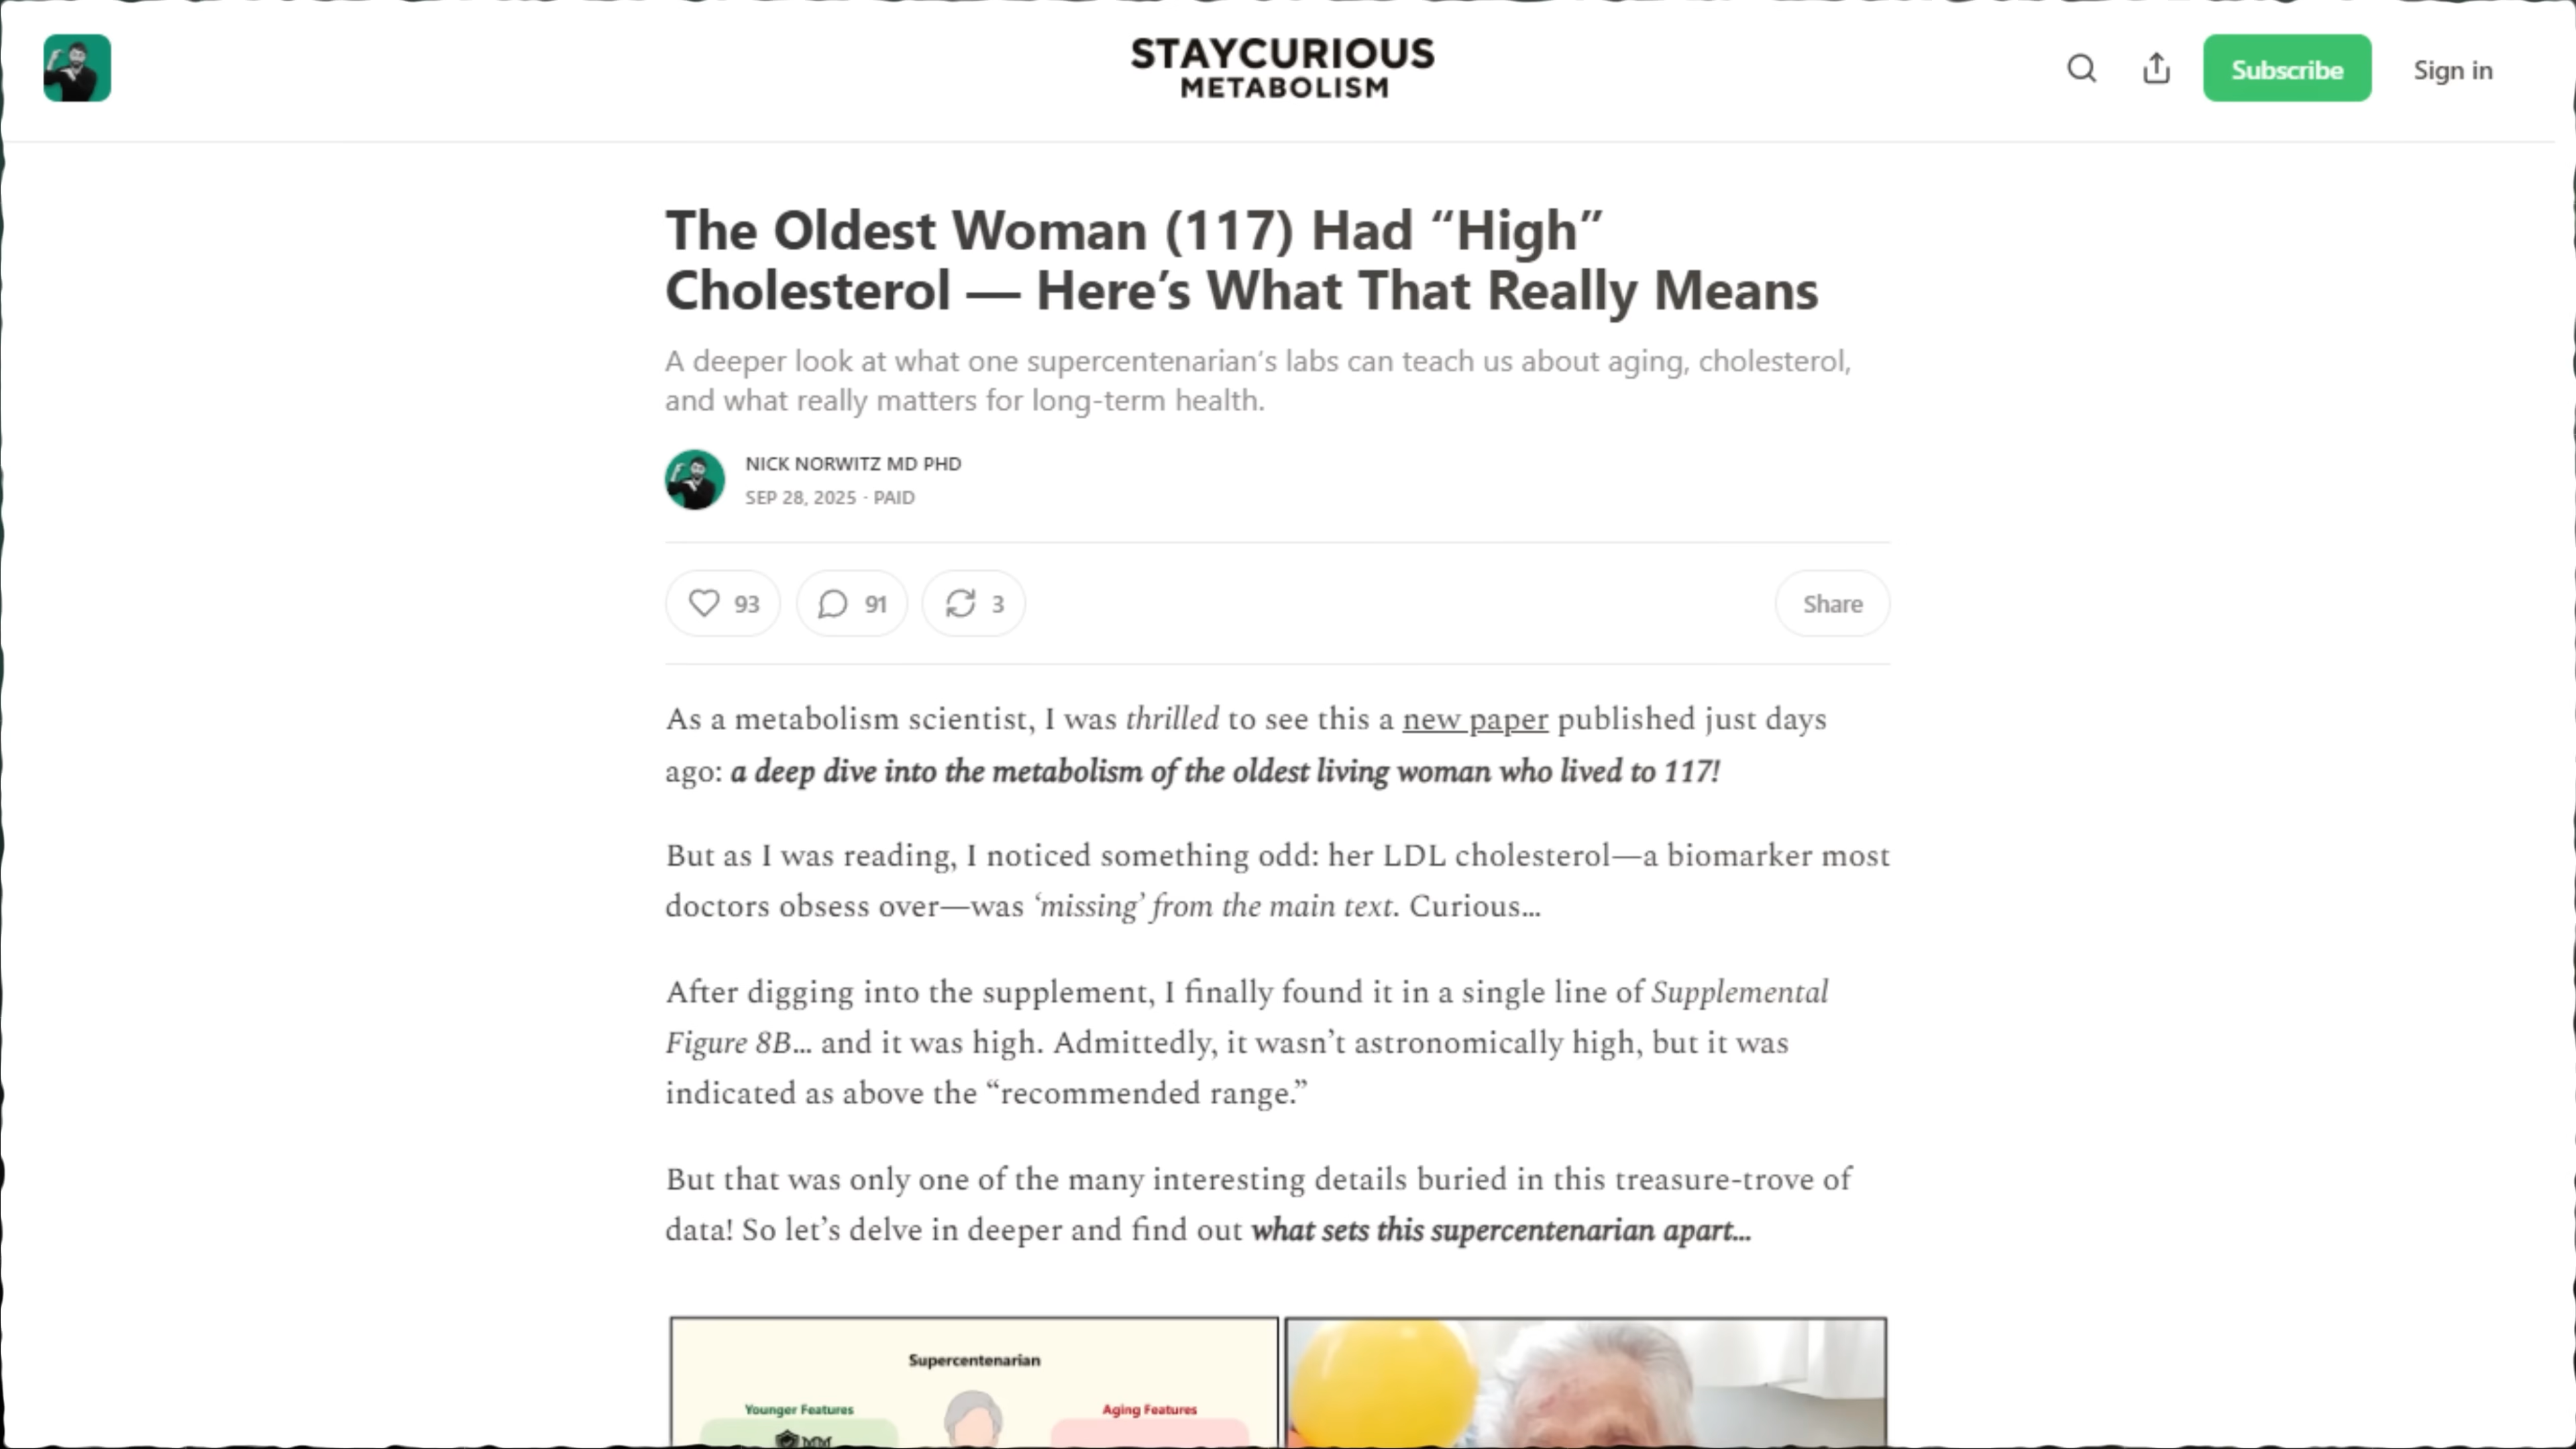 STAYCURIOUS
METABOLISM
Subscribe
Sign in
The Oldest Woman (117) Had “High”
Cholesterol — Here’s What That Really Means
A deeper look at what one supercentenarian’s labs can teach us about aging, cholesterol,
and what really matters for long-term health.
NICK NORWITZ MD PHD
SEP 28, 2025 · PAID
93
91
3
Share
As a metabolism scientist, I was thrilled to see this a new paper published just days
ago: a deep dive into the metabolism of the oldest living woman who lived to 117!
But as I was reading, I noticed something odd: her LDL cholesterol—a biomarker most
doctors obsess over—was ‘missing’ from the main text. Curious…
After digging into the supplement, I finally found it in a single line of Supplemental
Figure 8B… and it was high. Admittedly, it wasn’t astronomically high, but it was
indicated as above the “recommended range.”
But that was only one of the many interesting details buried in this treasure-trove of
data! So let’s delve in deeper and find out what sets this supercentenarian apart…
Supercentenarian
Younger Features
Aging Features